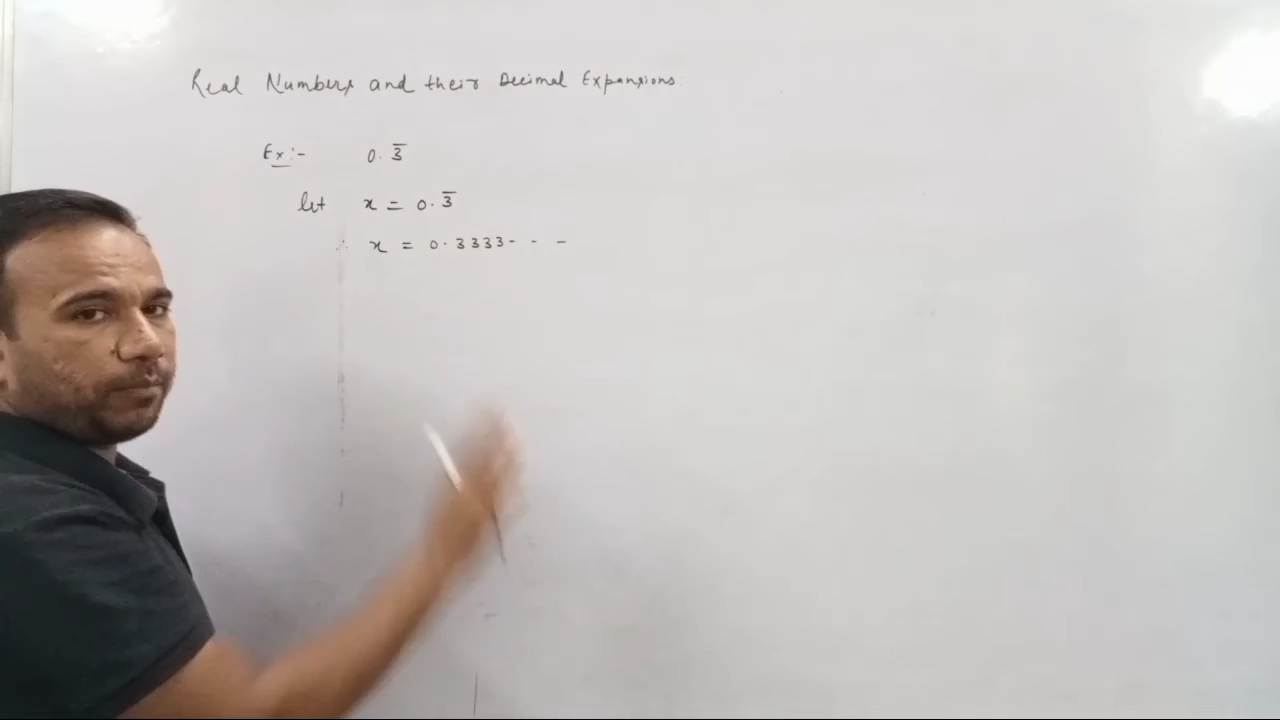 Real Numbers and their Decimal Expansions
Ex:- 0.3̅
let x = 0.3̅
∴ x = 0.3333- - -